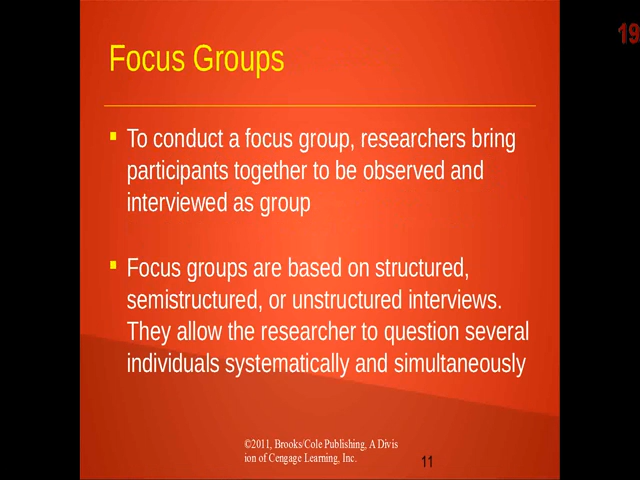 19
Focus Groups
To conduct a focus group, researchers bring
participants together to be observed and
interviewed as group
Focus groups are based on structured,
semistructured, or unstructured interviews.
They allow the researcher to question several
individuals systematically and simultaneously
©2011, Brooks/Cole Publishing, A Divis
ion of Cengage Learning, Inc.
11